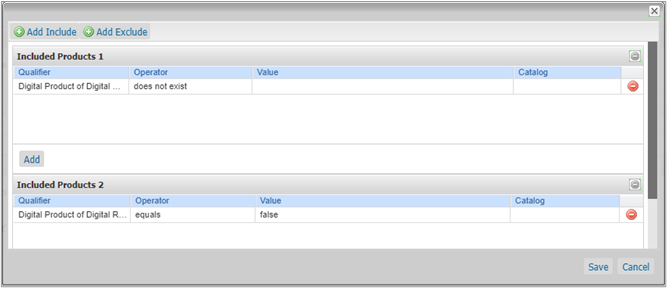 Add Include Add Exclude
Included Products 1
Qualifier Operator Value Catalog
Digital Product of Digital ... does not exist
Add
Included Products 2
Qualifier Operator Value Catalog
Digital Product of Digital R... equals false
Save Cancel